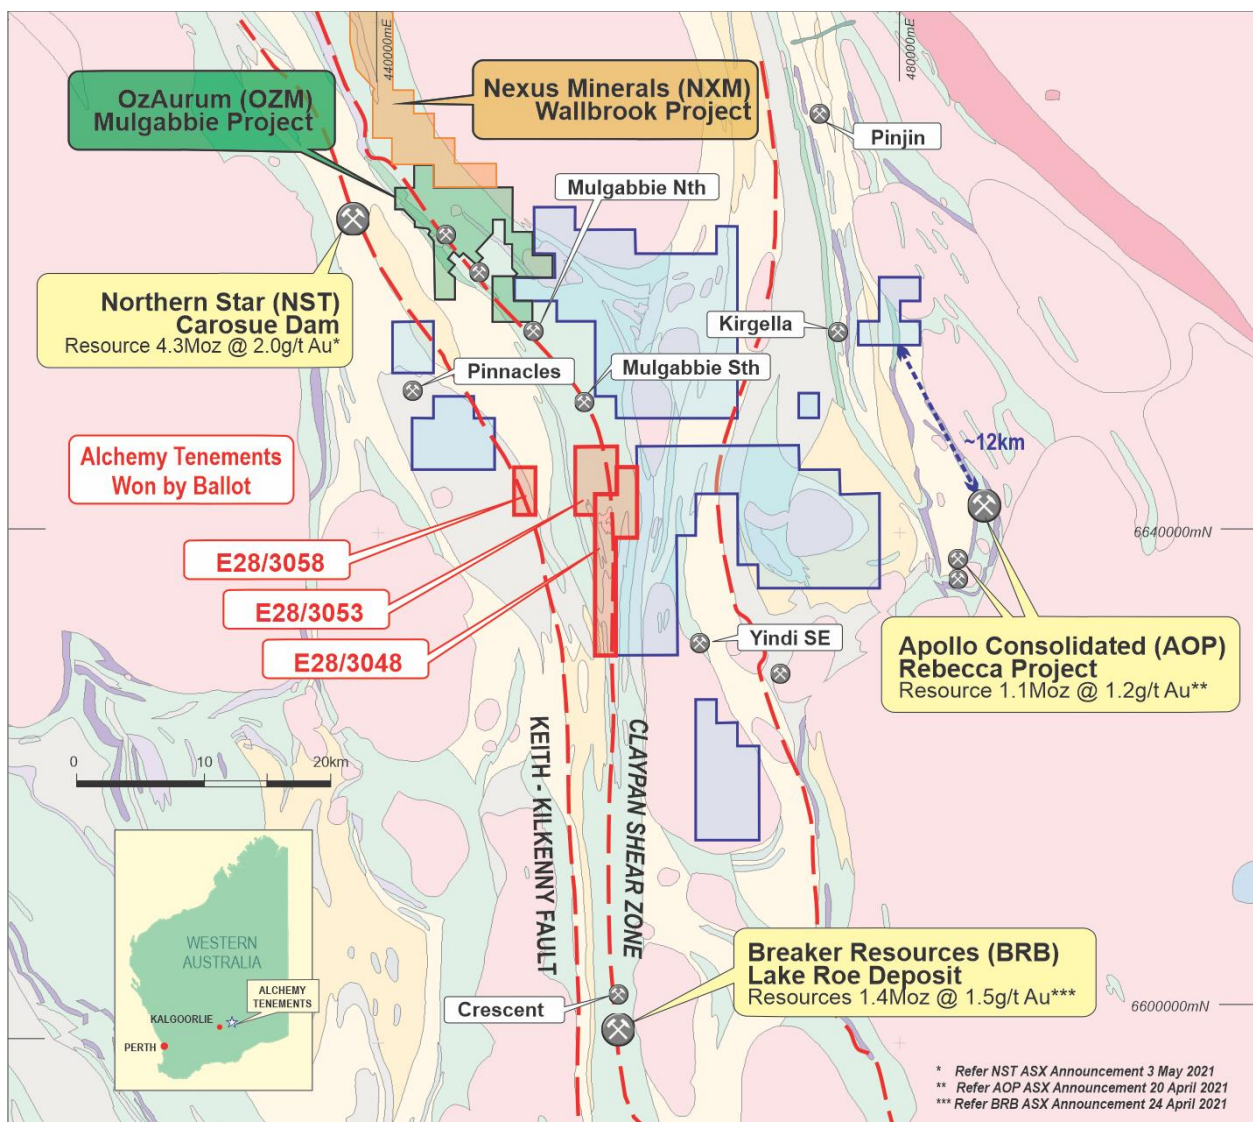 440000mE
480000mE
OzAurum (OZM)
Mulgabbie Project
Nexus Minerals (NXM)
Wallbrook Project
Pinjin
Mulgabbie Nth
Northern Star (NST)
Carosue Dam
Resource 4.3Moz @ 2.0g/t Au*
Kirgella
Pinnacles
Mulgabbie Sth
~12km
Alchemy Tenements
Won by Ballot
6640000mN
E28/3058
E28/3053
E28/3048
Yindi SE
Apollo Consolidated (AOP)
Rebecca Project
Resource 1.1Moz @ 1.2g/t Au**
KEITH - KILKENNY FAULT
CLAYPAN SHEAR ZONE
0 10 20km
WESTERN
AUSTRALIA
ALCHEMY
TENEMENTS
KALGOORLIE
PERTH
Breaker Resources (BRB)
Lake Roe Deposit
Resources 1.4Moz @ 1.5g/t Au***
Crescent
6600000mN
* Refer NST ASX Announcement 3 May 2021
** Refer AOP ASX Announcement 20 April 2021
*** Refer BRB ASX Announcement 24 April 2021